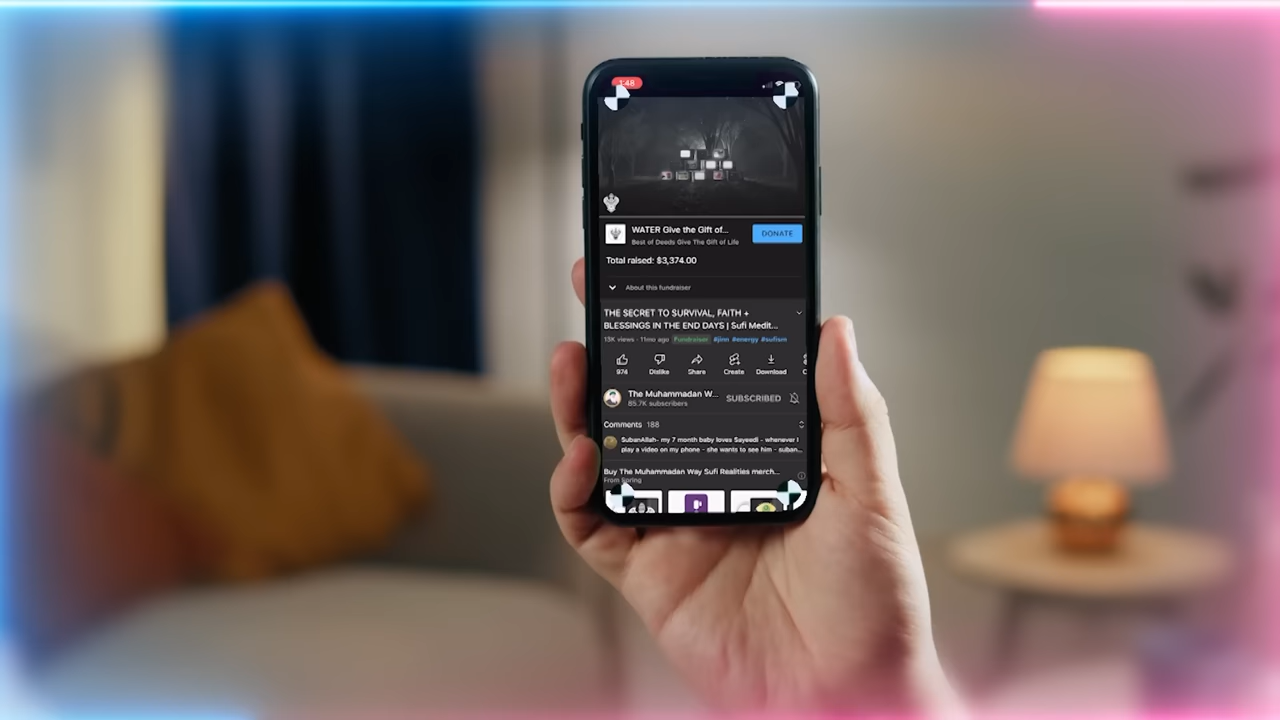 1:48
WATER Give the Gift of...
Best of Deeds Give The Gift of Life
DONATE
Total raised: $3,374.00
About this fundraiser
THE SECRET TO SURVIVAL, FAITH +
BLESSINGS IN THE END DAYS | Sufi Medit...
13K views · 11mo ago Fundraiser #jinn #energy #sufism
974 Dislike Share Create Download
The Muhammadan W...
85.7K subscribers
SUBSCRIBED
Comments 188
SubanAllah- my 7 month baby loves Sayeedi - whenever I
play a video on my phone - she wants to see him - suban...
Buy The Muhammadan Way Sufi Realities merch...
From Spring